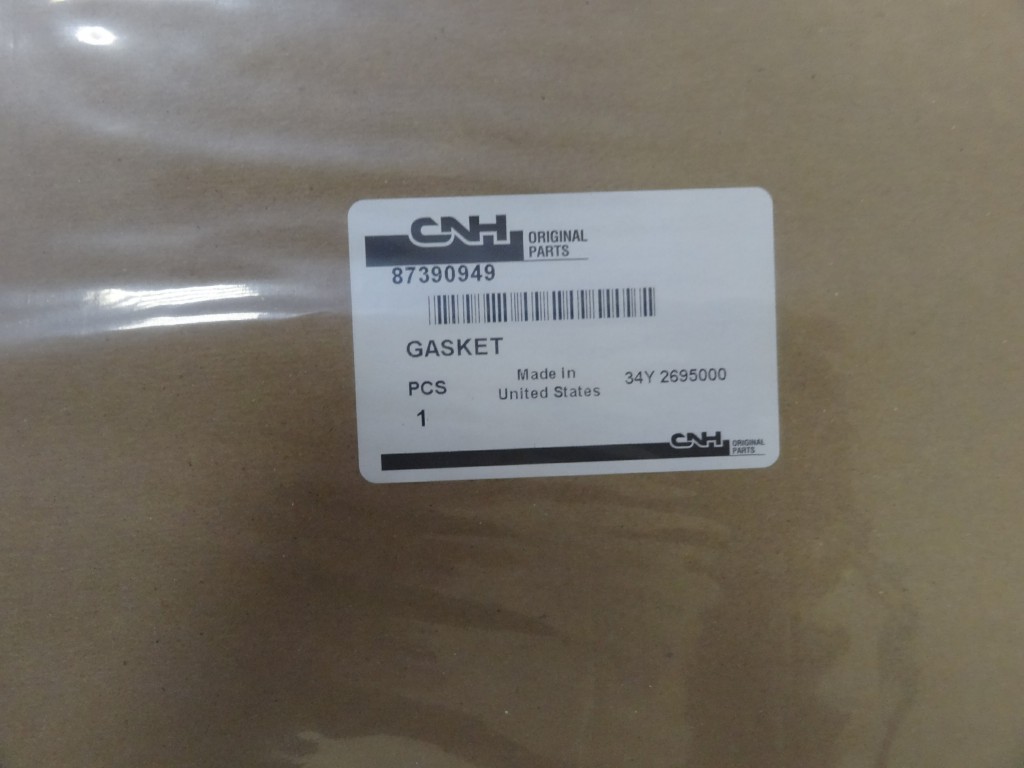 CNH ORIGINAL
PARTS
87390949
GASKET
PCS
Made In
United States
34Y 2695000
1
CNH ORIGINAL
PARTS